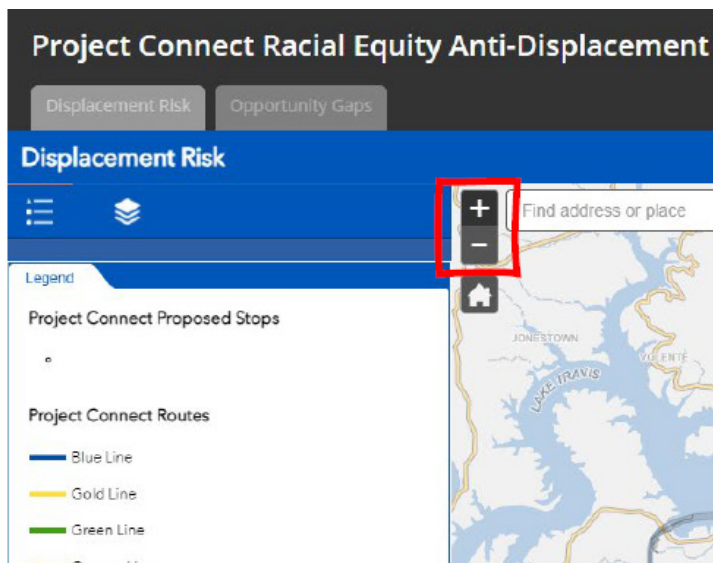 Project Connect Racial Equity Anti-Displacement
Displacement Risk
Opportunity Gaps
Displacement Risk
+
Find address or place
−
Legend
Project Connect Proposed Stops
JONESTOWN
VOLENTE
LAKE TRAVIS
Project Connect Routes
Blue Line
Gold Line
Green Line